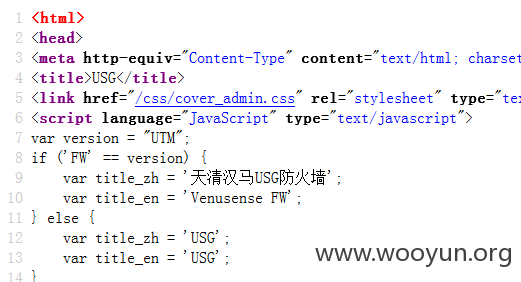 1 <html>
2 <head>
3 <meta http-equiv="Content-Type" content="text/html; charset
4 <title>USG</title>
5 <link href="/css/cover_admin.css" rel="stylesheet" type="tex
6 <script language="JavaScript" type="text/javascript">
7 var version = "UTM";
8 if ('FW' == version) {
9 var title_zh = '天清汉马USG防火墙';
10 var title_en = 'Venusense FW';
11 } else {
12 var title_zh = 'USG';
13 var title_en = 'USG';
14 }
www.wooyun.org